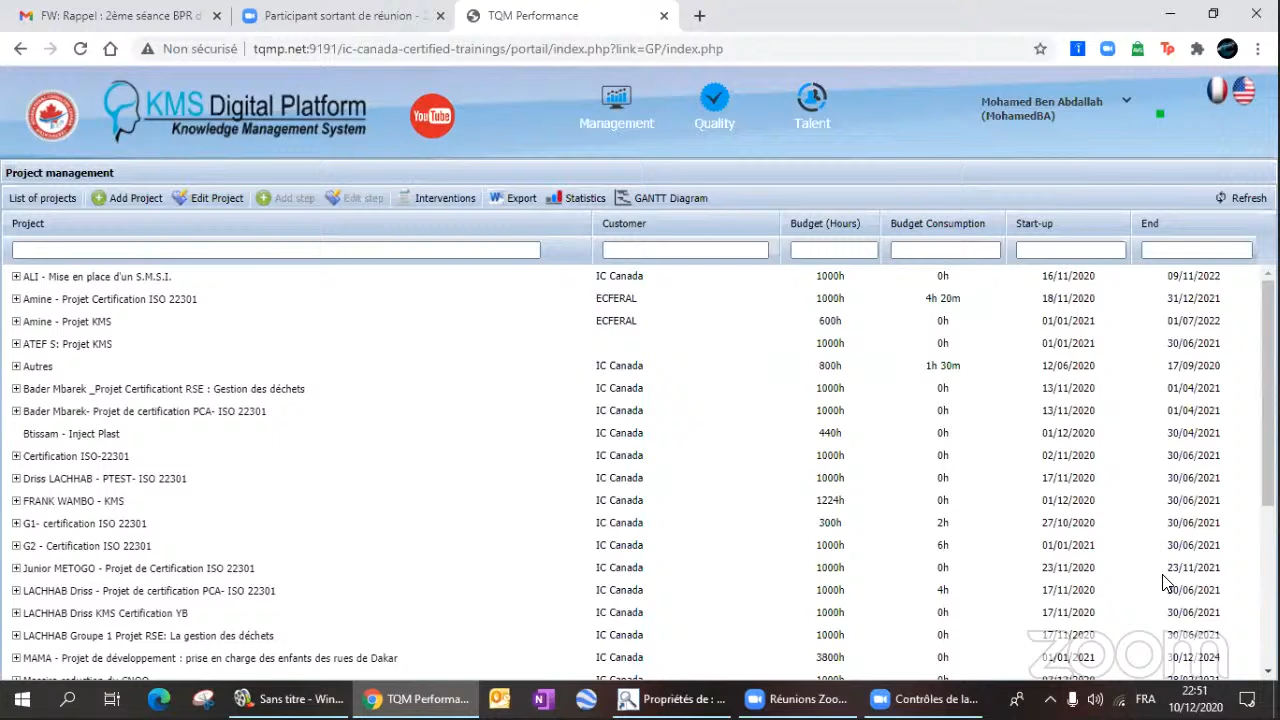 FW: Rappel : 2ème séance BPR d
Participant sortant de réunion -
TQM Performance
Non sécurisé
tqmp.net:9191/ic-canada-certified-trainings/portal/index.php?link=GP/index.php
KMS Digital Platform
Knowledge Management System
YouTube
Management
Quality
Talent
Mohamed Ben Abdallah
(MohamedBA)
Project management
List of projects Add Project Edit Project Add step Edit step Interventions Export Statistics GANTT Diagram Refresh
Project Customer Budget (Hours) Budget Consumption Start-up End
ALI - Mise en place d'un S.M.S.I. IC Canada 1000h 0h 16/11/2020 09/11/2022
Amine - Projet Certification ISO 22301 ECFERAL 1000h 4h 20m 18/11/2020 31/12/2021
Amine - Projet KMS ECFERAL 600h 0h 01/01/2021 01/07/2022
ATEF S: Projet KMS 1000h 0h 01/01/2021 30/06/2021
Autres IC Canada 800h 1h 30m 12/06/2020 17/09/2020
Bader Mbarek _Projet Certificationt RSE : Gestion des déchets IC Canada 1000h 0h 13/11/2020 01/04/2021
Bader Mbarek- Projet de certification PCA- ISO 22301 IC Canada 1000h 0h 13/11/2020 01/04/2021
Btissam - Inject Plast IC Canada 440h 0h 01/12/2020 30/04/2021
Certification ISO-22301 IC Canada 1000h 0h 02/11/2020 30/06/2021
Driss LACHHAB - PTEST- ISO 22301 IC Canada 1000h 0h 17/11/2020 30/06/2021
FRANK WAMBO - KMS IC Canada 1224h 0h 01/12/2020 30/06/2021
G1- certification ISO 22301 IC Canada 300h 2h 27/10/2020 30/06/2021
G2 - Certification ISO 22301 IC Canada 1000h 6h 01/01/2021 30/06/2021
Junior METOGO - Projet de Certification ISO 22301 IC Canada 1000h 0h 23/11/2020 23/11/2021
LACHHAB Driss - Projet de certification PCA- ISO 22301 IC Canada 1000h 4h 17/11/2020 30/06/2021
LACHHAB Driss KMS Certification YB IC Canada 1000h 0h 17/11/2020 30/06/2021
LACHHAB Groupe 1 Projet RSE: La gestion des déchets IC Canada 1000h 0h 17/11/2020 30/06/2021
MAMA - Projet de développement : prise en charge des enfants des rues de Dakar IC Canada 3800h 0h 01/01/2021 30/12/2024
zoom
Sans titre - Win...
TQM Performa...
Propriétés de : ...
Réunions Zoo...
Contrôles de la...
FRA
22:51
10/12/2020